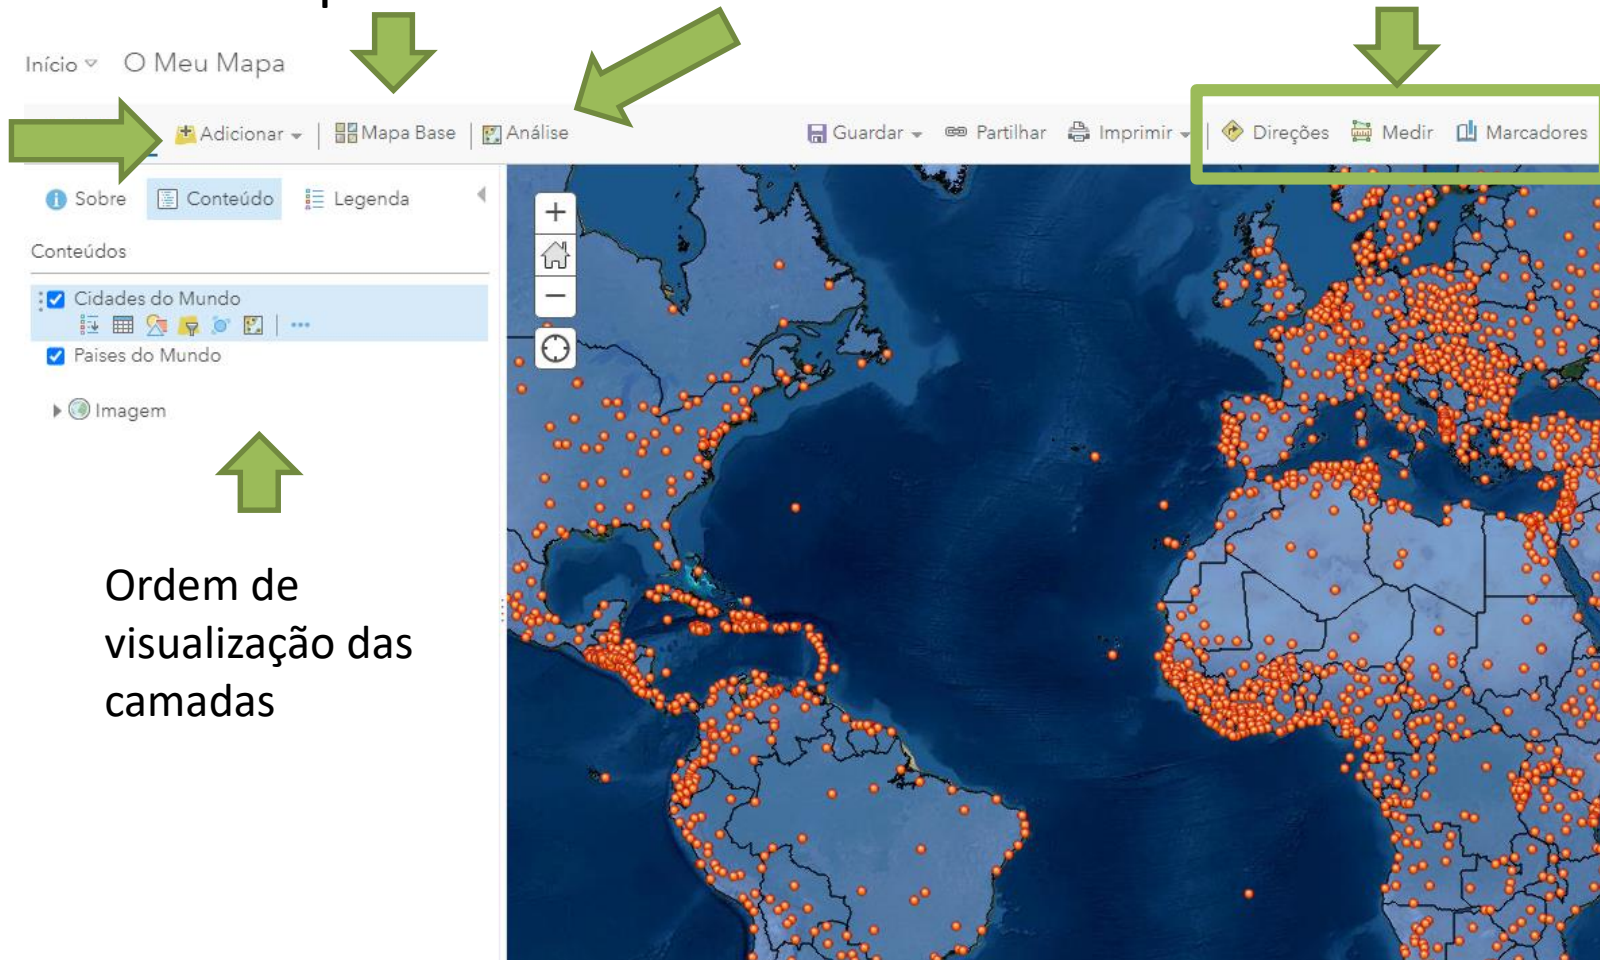 Início O Meu Mapa
Adicionar Mapa Base Análise Guardar Partilhar Imprimir Direções Medir Marcadores
Sobre Conteúdo Legenda
Conteúdos
Cidades do Mundo
Paises do Mundo
Imagem
Ordem de
visualização das
camadas